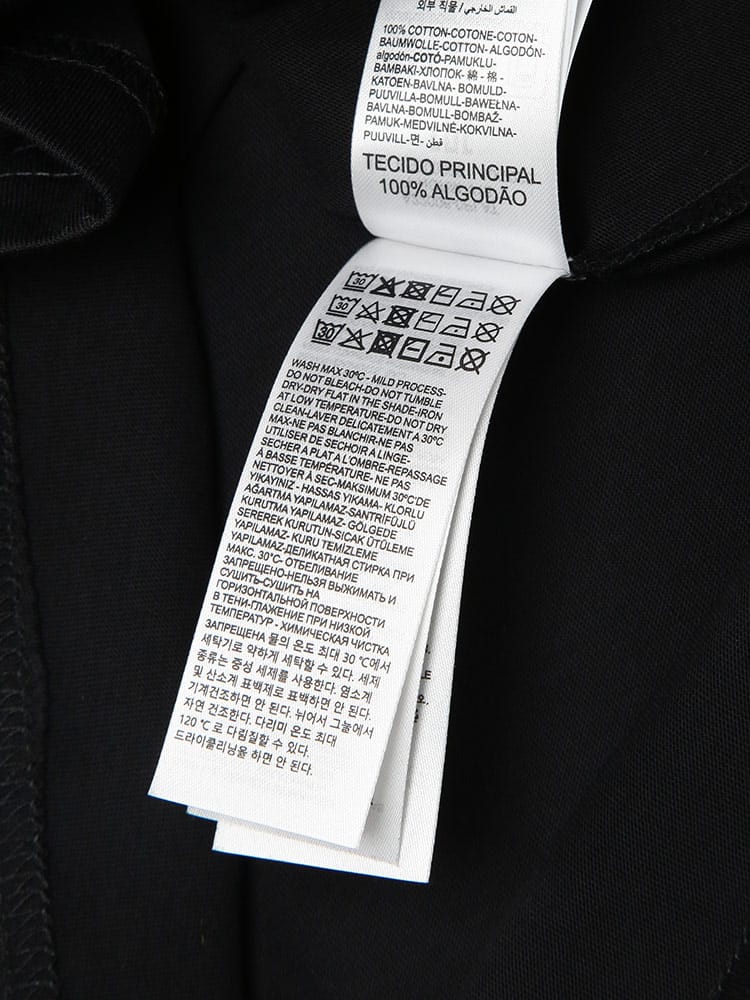 외부 직물 / القماش الخارجي
100% COTTON-COTONE-COTON-
BAUMWOLLE-COTTON- ALGODÓN-
algodón-COTÓ-PAMUKLU-
BAMBAKI-ХЛОПОК- 綿 - 棉 -
KATOEN-BAVLNA- BOMULD-
PUUVILLA-BOMULL-BAWEŁNA-
BAVLNA-BOMULL-BOMBAŽ-
PAMUK-MEDVILNĖ-KOKVILNA-
PUUVILL-면- قطن
TECIDO PRINCIPAL
100% ALGODÃO
30
30
30
WASH MAX 30ºC - MILD PROCESS-
DO NOT BLEACH-DO NOT TUMBLE
DRY-DRY FLAT IN THE SHADE-IRON
AT LOW TEMPERATURE-DO NOT DRY
CLEAN-LAVER DELICATEMENT A 30°C
MAX-NE PAS BLANCHIR-NE PAS
UTILISER DE SECHOIR A LINGE-
SECHER A PLAT A L'OMBRE-REPASSAGE
À BASSE TEMPÉRATURE- NE PAS
NETTOYER À SEC-MAKSIMUM 30ºC'DE
YIKAYINIZ - HASSAS YIKAMA- KLORLU
AĞARTMA YAPILAMAZ-SANTRİFÜJLÜ
KURUTMA YAPILAMAZ- GÖLGEDE
SEREREK KURUTUN-SICAK ÜTÜLEME
YAPILAMAZ- KURU TEMİZLEME
YAPILAMAZ-ДЕЛИКАТНАЯ СТИРКА ПРИ
МАКС. 30°C- ОТБЕЛИВАНИЕ
ЗАПРЕЩЕНО-НЕЛЬЗЯ ВЫЖИМАТЬ И
СУШИТЬ-СУШИТЬ НА
ГОРИЗОНТАЛЬНОЙ ПОВЕРХНОСТИ
В ТЕНИ-ГЛАЖЕНИЕ ПРИ НИЗКОЙ
ТЕМПЕРАТУР - ХИМИЧЕСКАЯ ЧИСТКА
ЗАПРЕЩЕНА 물의 온도 최대 30 ℃에서
세탁기로 약하게 세탁할 수 있다. 세제
종류는 중성 세제를 사용한다. 염소계
및 산소계 표백제로 표백하면 안 된다.
기계건조하면 안 된다. 뉘어서 그늘에서
자연 건조한다. 다리미 온도 최대
120 ℃ 로 다림질할 수 있다.
드라이클리닝을 하면 안 된다.